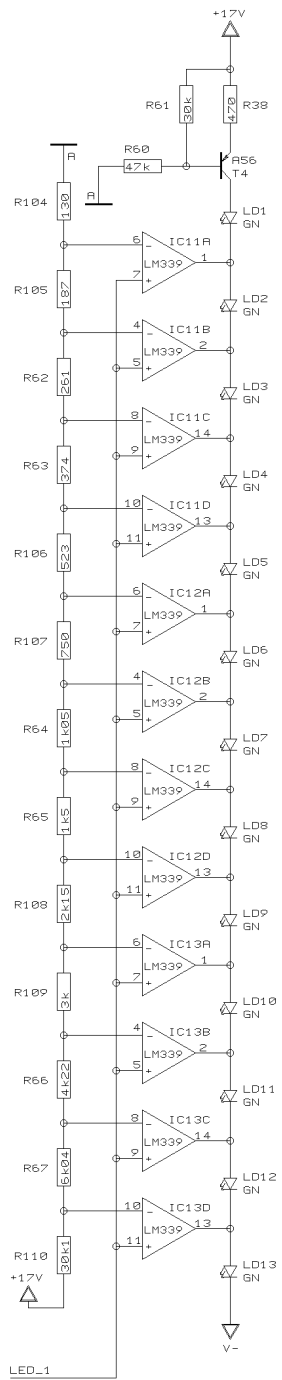 +17V
R61
30k
470
R38
R60
47k
A56
T4
A
A
R104
130
LD1
GN
6
IC11A
LM339
1
7
R105
187
LD2
GN
4
IC11B
LM339
2
5
R62
261
LD3
GN
8
IC11C
LM339
14
9
R63
374
LD4
GN
10
IC11D
LM339
13
11
R106
523
LD5
GN
6
IC12A
LM339
1
7
R107
750
LD6
GN
4
IC12B
LM339
2
5
R64
1k05
LD7
GN
8
IC12C
LM339
14
9
R65
1k5
LD8
GN
10
IC12D
LM339
13
11
R108
2k15
LD9
GN
6
IC13A
LM339
1
7
R109
3k
LD10
GN
4
IC13B
LM339
2
5
R66
4k22
LD11
GN
8
IC13C
LM339
14
9
R67
6k04
LD12
GN
10
IC13D
LM339
13
11
R110
30k1
LD13
GN
+17V
V-
LED_1